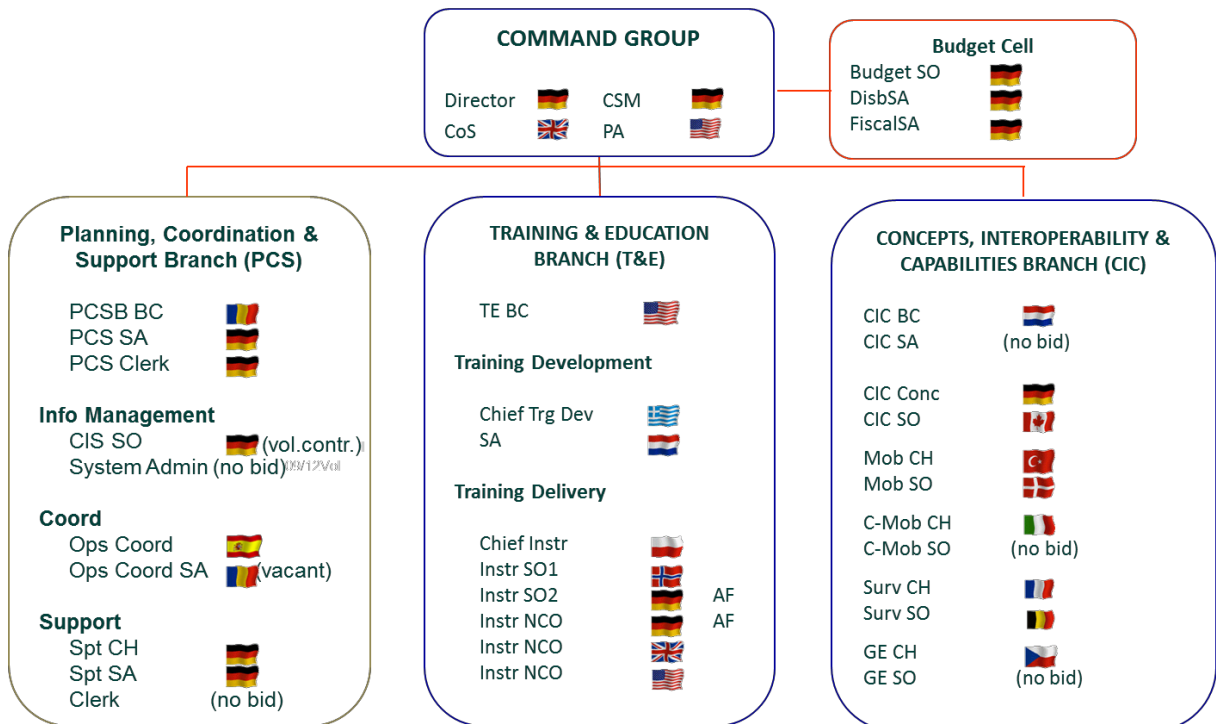 COMMAND GROUP
Director CSM
CoS PA
Budget Cell
Budget SO
DisbSA
FiscalSA
Planning, Coordination &
Support Branch (PCS)
PCSB BC
PCS SA
PCS Clerk
Info Management
CIS SO (vol.contr.)
System Admin (no bid) 09/12Vol
Coord
Ops Coord
Ops Coord SA (vacant)
Support
Spt CH
Spt SA
Clerk (no bid)
TRAINING & EDUCATION
BRANCH (T&E)
TE BC
Training Development
Chief Trg Dev
SA
Training Delivery
Chief Instr
Instr SO1
Instr SO2 AF
Instr NCO AF
Instr NCO
Instr NCO
CONCEPTS, INTEROPERABILITY &
CAPABILITIES BRANCH (CIC)
CIC BC
CIC SA (no bid)
CIC Conc
CIC SO
Mob CH
Mob SO
C-Mob CH
C-Mob SO (no bid)
Surv CH
Surv SO
GE CH
GE SO (no bid)